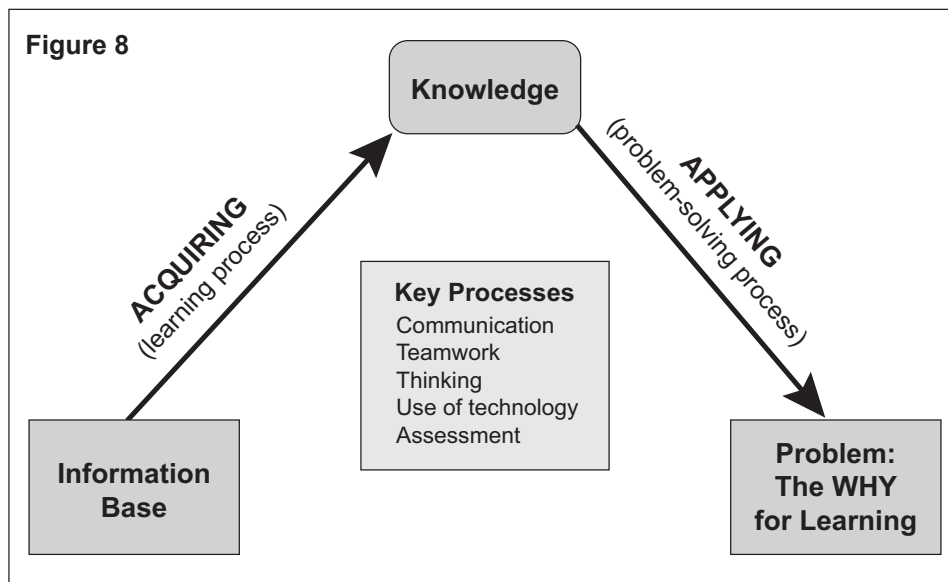 Figure 8
Knowledge
ACQUIRING
(learning process)
APPLYING
(problem-solving process)
Key Processes
Communication
Teamwork
Thinking
Use of technology
Assessment
Information
Base
Problem:
The WHY
for Learning